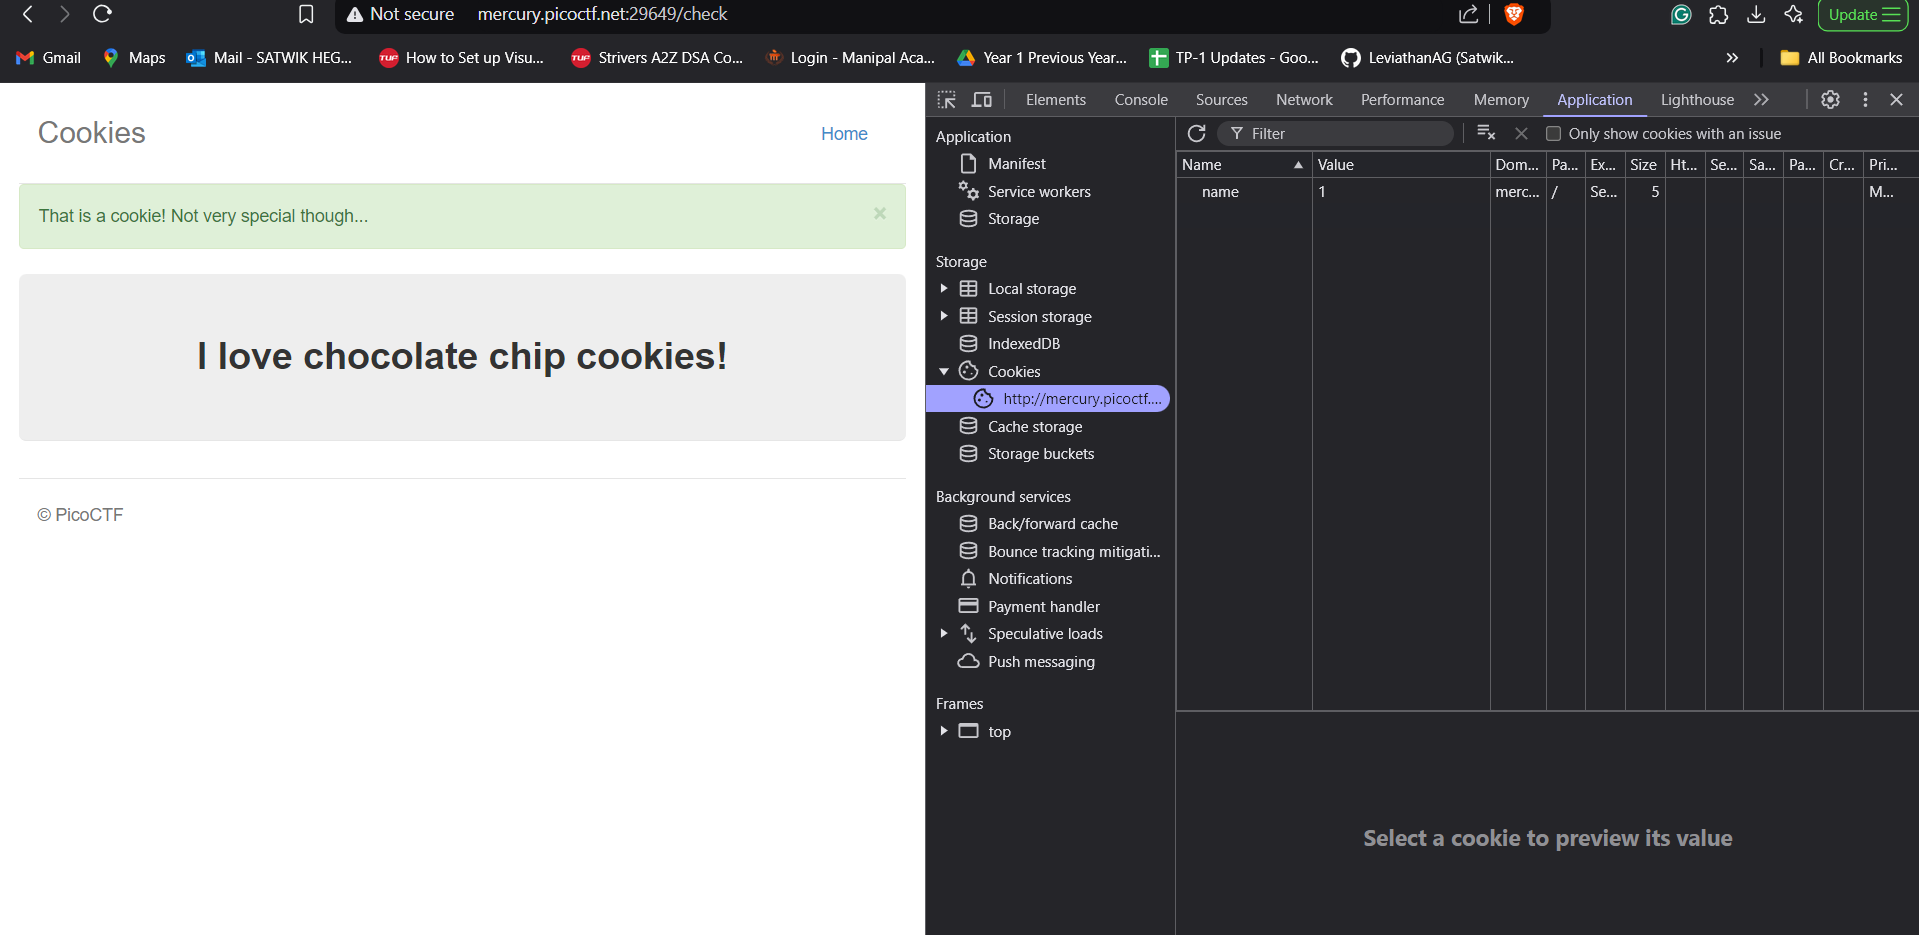 Not secure mercury.picoctf.net:29649/check Update
Gmail Maps Mail - SATWIK HEG... How to Set up Visu... Strivers A2Z DSA Co... Login - Manipal Aca... Year 1 Previous Year... TP-1 Updates - Goo... LeviathanAG (Satwik... » All Bookmarks
Cookies Home
That is a cookie! Not very special though... ×
I love chocolate chip cookies!
© PicoCTF
Elements Console Sources Network Performance Memory Application Lighthouse
Application
Manifest
Service workers
Storage
Storage
Local storage
Session storage
IndexedDB
Cookies
http://mercury.picoctf....
Cache storage
Storage buckets
Background services
Back/forward cache
Bounce tracking mitigati...
Notifications
Payment handler
Speculative loads
Push messaging
Frames
top
Filter Only show cookies with an issue
Name Value Dom... Pa... Ex... Size Ht... Se... Sa... Pa... Cr... Pri...
name 1 merc... / Se... 5 M...
Select a cookie to preview its value